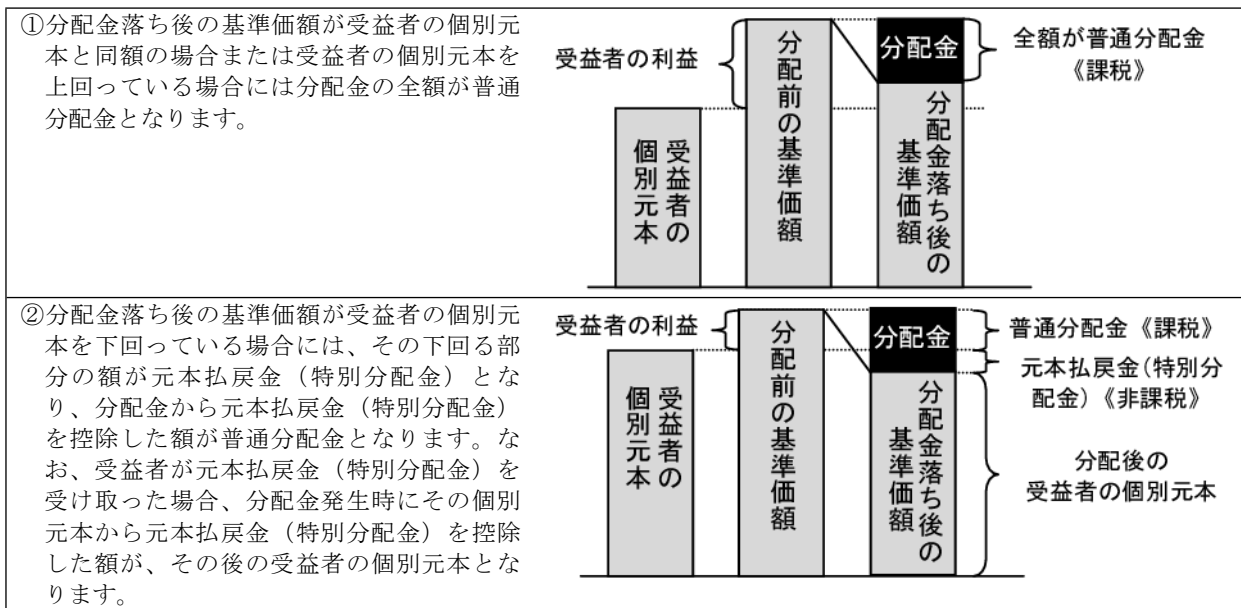 ①分配金落ち後の基準価額が受益者の個別元
本と同額の場合または受益者の個別元本を
上回っている場合には分配金の全額が普通
分配金となります。
受益者の利益
受益者の
個別元本
分配前の基準価額
分配金
分配金落ち後の
基準価額
全額が普通分配金
《課税》
②分配金落ち後の基準価額が受益者の個別元
本を下回っている場合には、その下回る部
分の額が元本払戻金（特別分配金）とな
り、分配金から元本払戻金（特別分配金）
を控除した額が普通分配金となります。な
お、受益者が元本払戻金（特別分配金）を
受け取った場合、分配金発生時にその個別
元本から元本払戻金（特別分配金）を控除
した額が、その後の受益者の個別元本とな
ります。
受益者の利益
受益者の
個別元本
分配前の基準価額
分配金
分配金落ち後の
基準価額
普通分配金《課税》
元本払戻金(特別分
配金)《非課税》
分配後の
受益者の個別元本